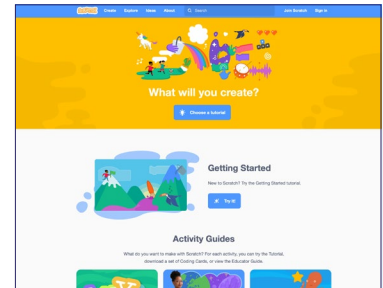 SCRATCH Create Explore Ideas About Search Join Scratch Sign in
What will you create?
Choose a tutorial
Getting Started
New to Scratch? Try the Getting Started tutorial.
Try it!
Activity Guides
What do you want to make with Scratch? For each activity, you can try the Tutorial,
download a set of Coding Cards, or view the Educator Guide.